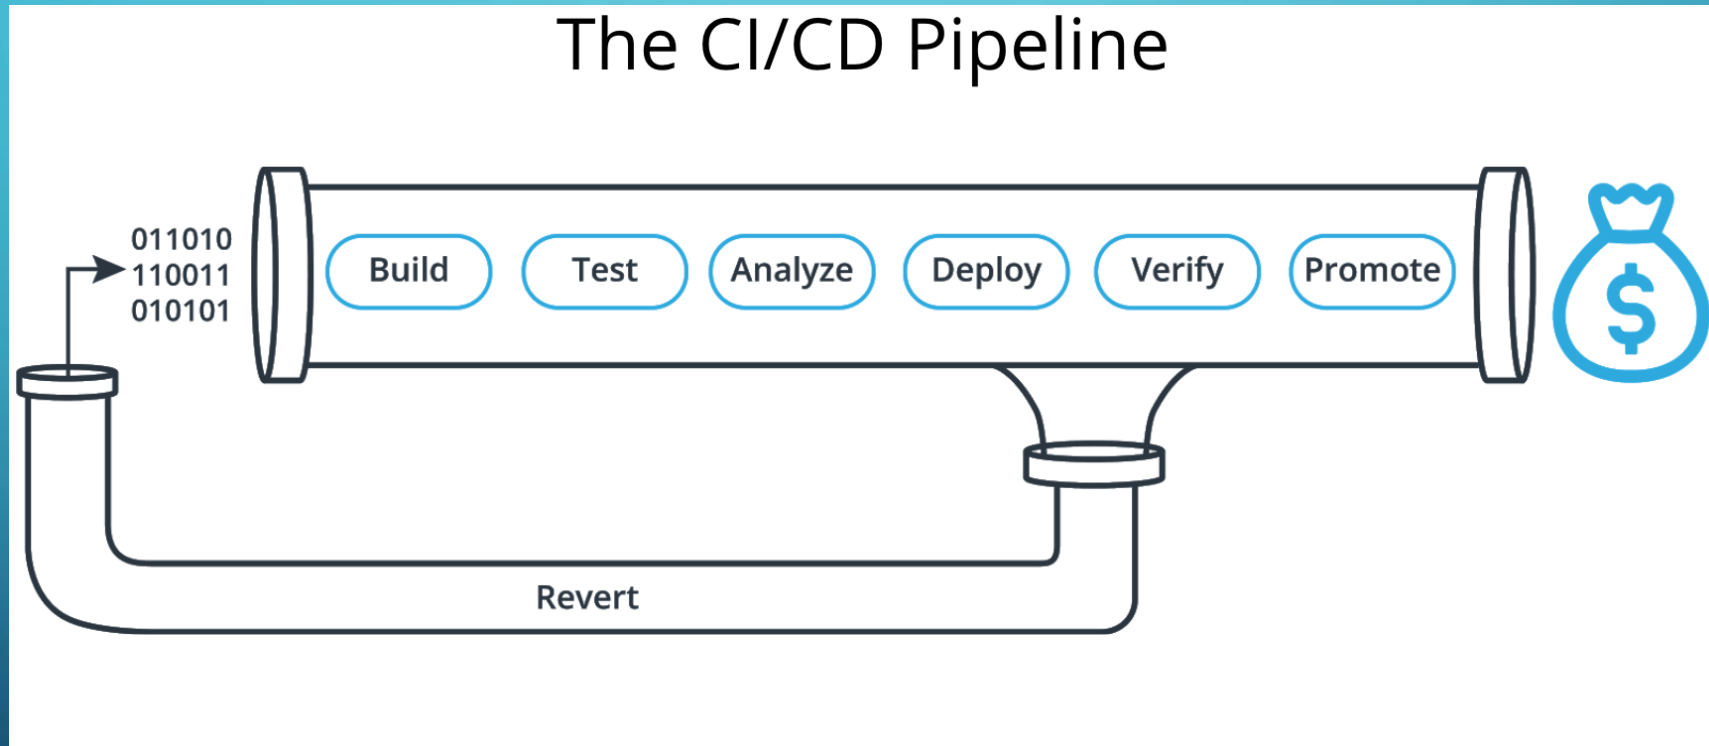 The CI/CD Pipeline
011010
110011
010101
Build Test Analyze Deploy Verify Promote
$
Revert